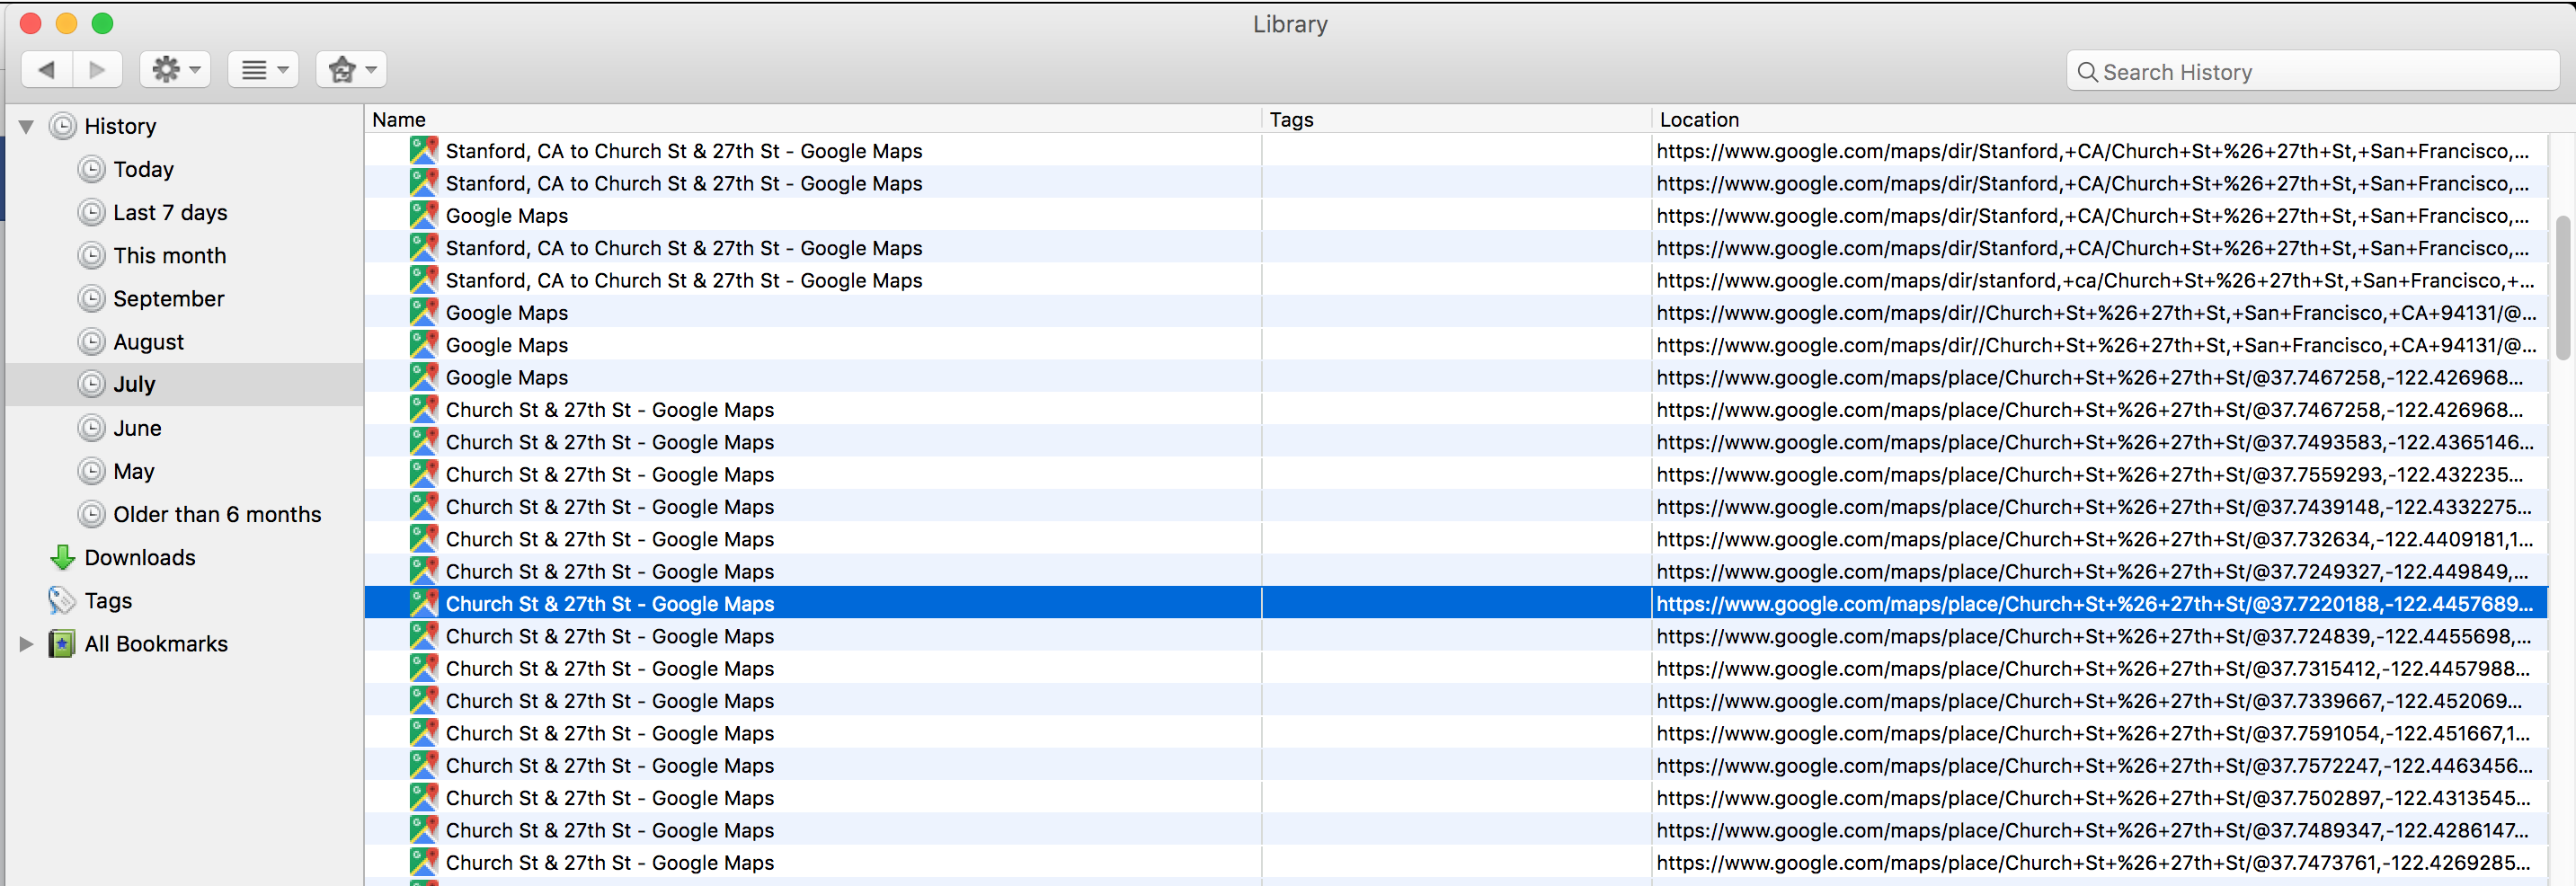 Library
Search History
Name Tags Location
History
Today
Last 7 days
This month
September
August
July
June
May
Older than 6 months
Downloads
Tags
All Bookmarks
Stanford, CA to Church St & 27th St - Google Maps https://www.google.com/maps/dir/Stanford,+CA/Church+St+%26+27th+St,+San+Francisco,...
Stanford, CA to Church St & 27th St - Google Maps https://www.google.com/maps/dir/Stanford,+CA/Church+St+%26+27th+St,+San+Francisco,...
Google Maps https://www.google.com/maps/dir/Stanford,+CA/Church+St+%26+27th+St,+San+Francisco,...
Stanford, CA to Church St & 27th St - Google Maps https://www.google.com/maps/dir/Stanford,+CA/Church+St+%26+27th+St,+San+Francisco,...
Stanford, CA to Church St & 27th St - Google Maps https://www.google.com/maps/dir/stanford,+ca/Church+St+%26+27th+St,+San+Francisco,+...
Google Maps https://www.google.com/maps/dir//Church+St+%26+27th+St,+San+Francisco,+CA+94131/@...
Google Maps https://www.google.com/maps/dir//Church+St+%26+27th+St,+San+Francisco,+CA+94131/@...
Google Maps https://www.google.com/maps/place/Church+St+%26+27th+St/@37.7467258,-122.426968...
Church St & 27th St - Google Maps https://www.google.com/maps/place/Church+St+%26+27th+St/@37.7467258,-122.426968...
Church St & 27th St - Google Maps https://www.google.com/maps/place/Church+St+%26+27th+St/@37.7493583,-122.4365146...
Church St & 27th St - Google Maps https://www.google.com/maps/place/Church+St+%26+27th+St/@37.7559293,-122.432235...
Church St & 27th St - Google Maps https://www.google.com/maps/place/Church+St+%26+27th+St/@37.7439148,-122.4332275...
Church St & 27th St - Google Maps https://www.google.com/maps/place/Church+St+%26+27th+St/@37.732634,-122.4409181,1...
Church St & 27th St - Google Maps https://www.google.com/maps/place/Church+St+%26+27th+St/@37.7249327,-122.449849,...
Church St & 27th St - Google Maps https://www.google.com/maps/place/Church+St+%26+27th+St/@37.7220188,-122.4457689...
Church St & 27th St - Google Maps https://www.google.com/maps/place/Church+St+%26+27th+St/@37.724839,-122.4455698,...
Church St & 27th St - Google Maps https://www.google.com/maps/place/Church+St+%26+27th+St/@37.7315412,-122.4457988...
Church St & 27th St - Google Maps https://www.google.com/maps/place/Church+St+%26+27th+St/@37.7339667,-122.452069...
Church St & 27th St - Google Maps https://www.google.com/maps/place/Church+St+%26+27th+St/@37.7591054,-122.451667,1...
Church St & 27th St - Google Maps https://www.google.com/maps/place/Church+St+%26+27th+St/@37.7572247,-122.4463456...
Church St & 27th St - Google Maps https://www.google.com/maps/place/Church+St+%26+27th+St/@37.7502897,-122.4313545...
Church St & 27th St - Google Maps https://www.google.com/maps/place/Church+St+%26+27th+St/@37.7489347,-122.4286147...
Church St & 27th St - Google Maps https://www.google.com/maps/place/Church+St+%26+27th+St/@37.7473761,-122.4269285...